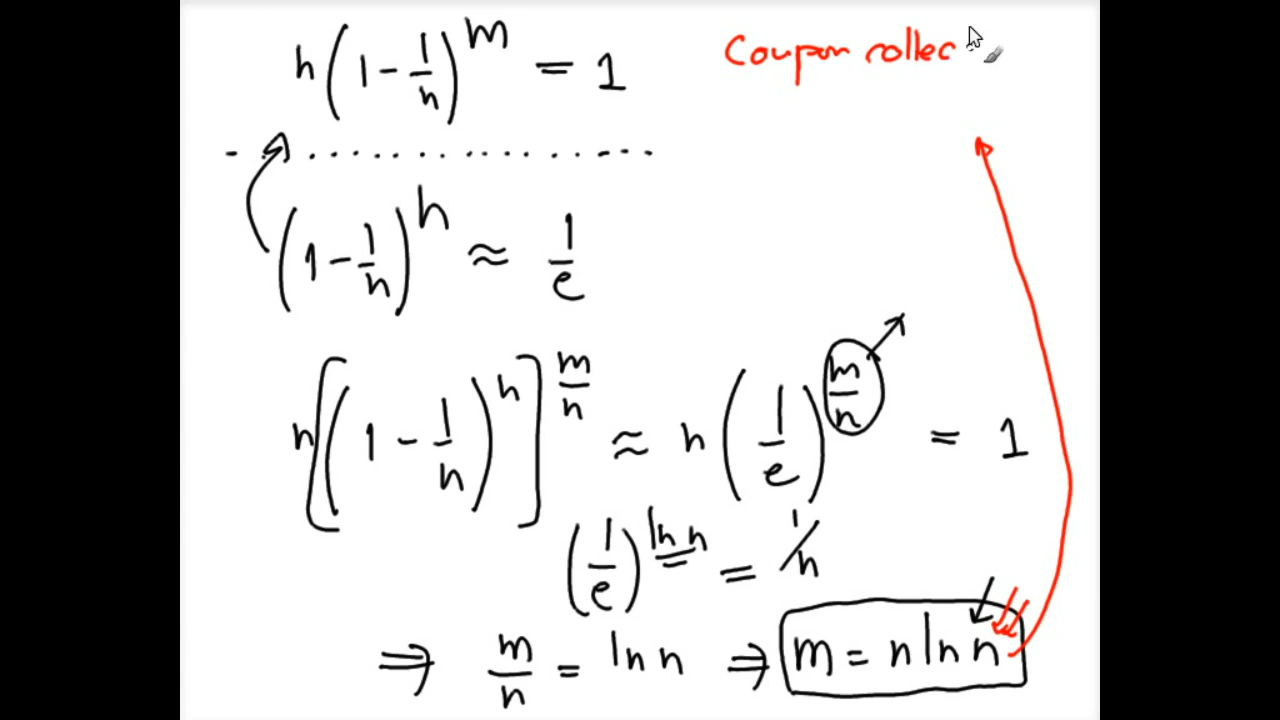 n(1 - 1/n)^m = 1
Coupon collec
(1 - 1/n)^n ≈ 1/e
n[(1 - 1/n)^n]^(m/n) ≈ n(1/e)^(m/n) = 1
(1/e)^(ln n) = 1/n
⇒ m/n = ln n ⇒ m = n ln n